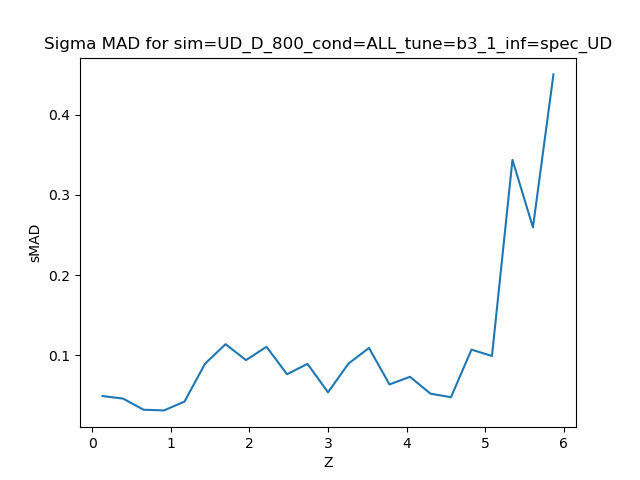 Sigma MAD for sim=UD_D_800_cond=ALL_tune=b3_1_inf=spec_UD
sMAD
0.4
0.3
0.2
0.1
0 1 2 3 4 5 6
Z